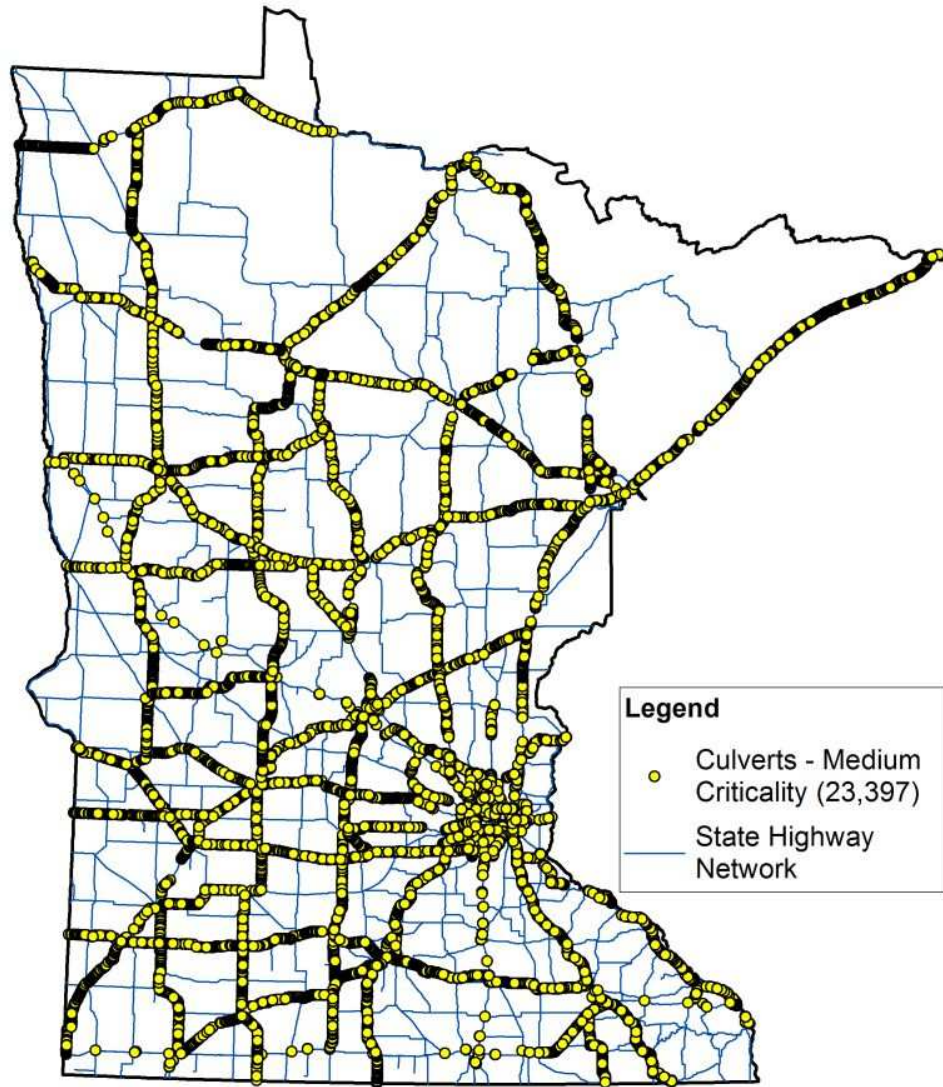 Legend
Culverts - Medium
Criticality (23,397)
State Highway
Network